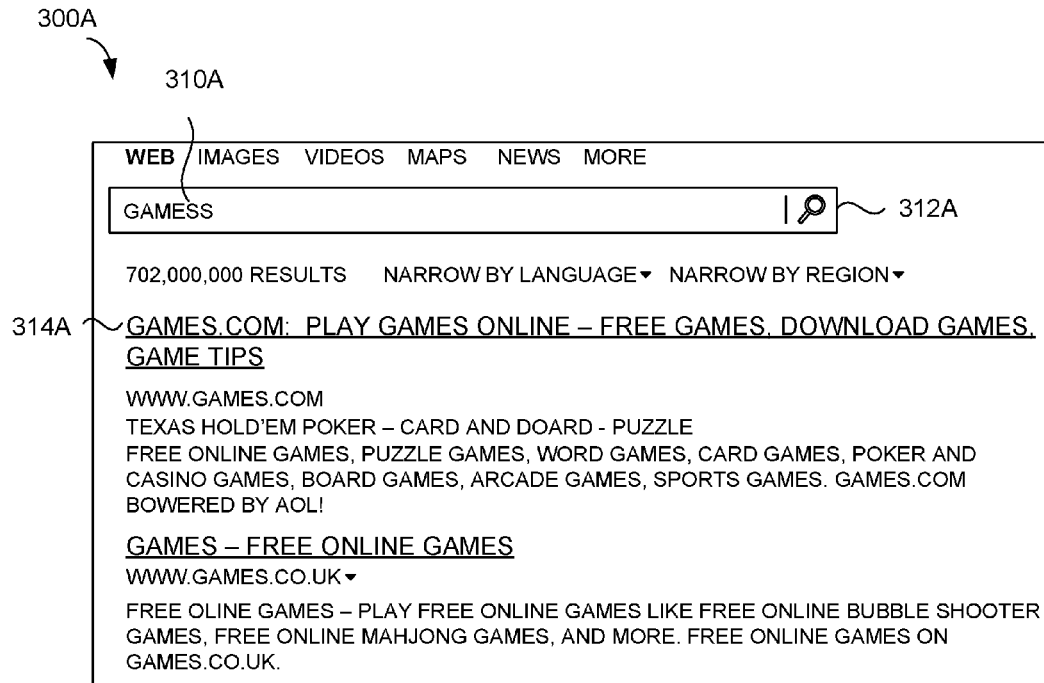 300A
310A
WEB IMAGES VIDEOS MAPS NEWS MORE
GAMESS
312A
702,000,000 RESULTS NARROW BY LANGUAGE▾ NARROW BY REGION▾
314A
GAMES.COM: PLAY GAMES ONLINE – FREE GAMES, DOWNLOAD GAMES,
GAME TIPS
WWW.GAMES.COM
TEXAS HOLD'EM POKER – CARD AND DOARD - PUZZLE
FREE ONLINE GAMES, PUZZLE GAMES, WORD GAMES, CARD GAMES, POKER AND
CASINO GAMES, BOARD GAMES, ARCADE GAMES, SPORTS GAMES. GAMES.COM
BOWERED BY AOL!
GAMES – FREE ONLINE GAMES
WWW.GAMES.CO.UK▾
FREE OLINE GAMES – PLAY FREE ONLINE GAMES LIKE FREE ONLINE BUBBLE SHOOTER
GAMES, FREE ONLINE MAHJONG GAMES, AND MORE. FREE ONLINE GAMES ON
GAMES.CO.UK.